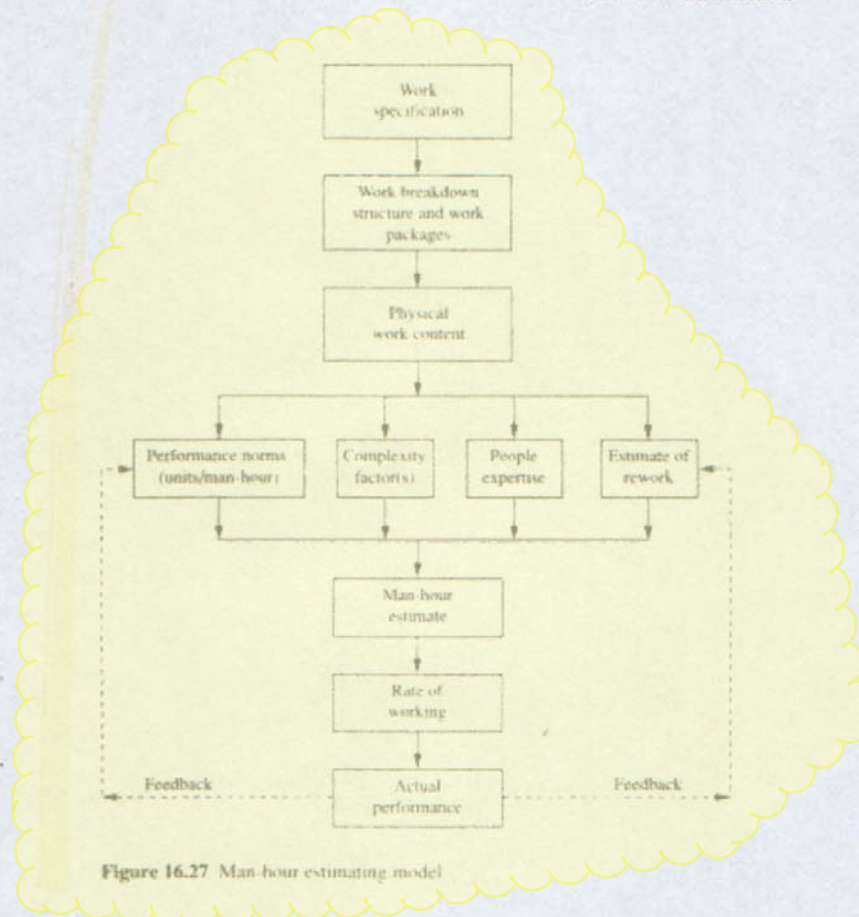 Work
specification
Work breakdown
structure and work
packages
Physical
work content
Performance norms
(units/man-hour)
Complexity
factor(s)
People
expertise
Estimate of
rework
Man-hour
estimate
Rate of
working
Feedback
Actual
performance
Feedback
Figure 16.27 Man-hour estimating model